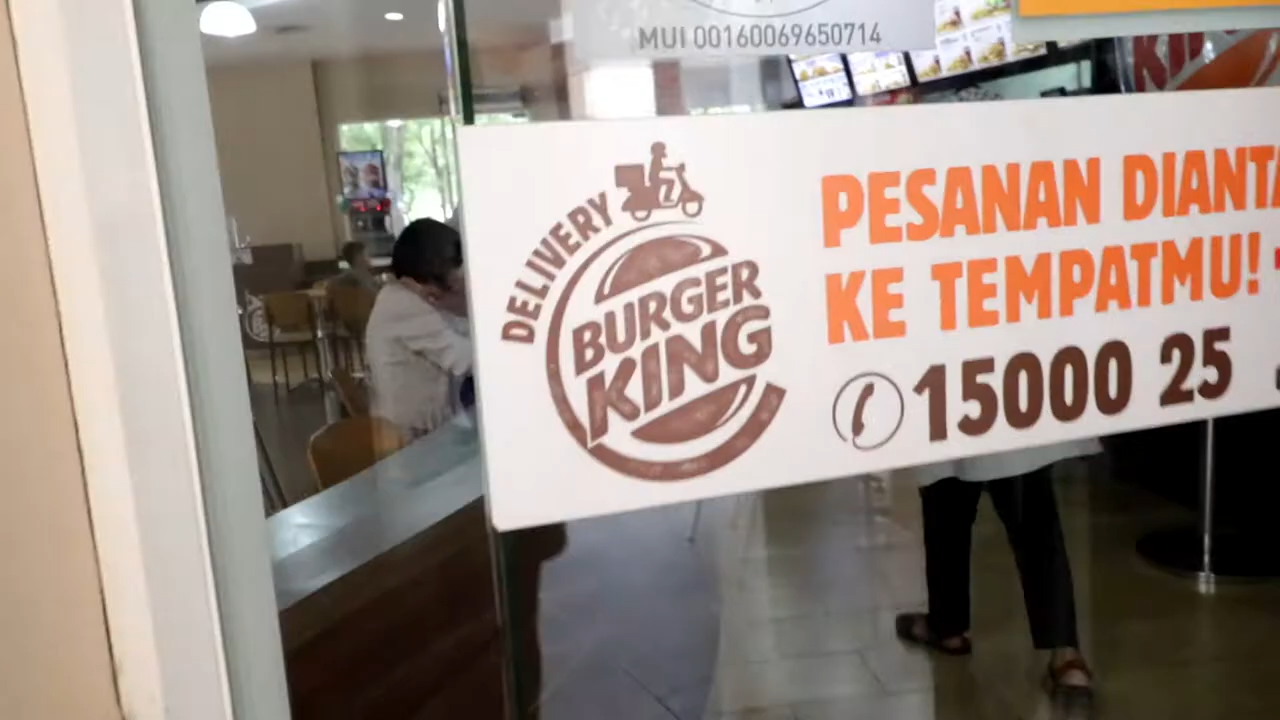 MUI 00160069650714
DELIVERY
BURGER
KING
PESANAN DIANTA
KE TEMPATMU!
15000 25